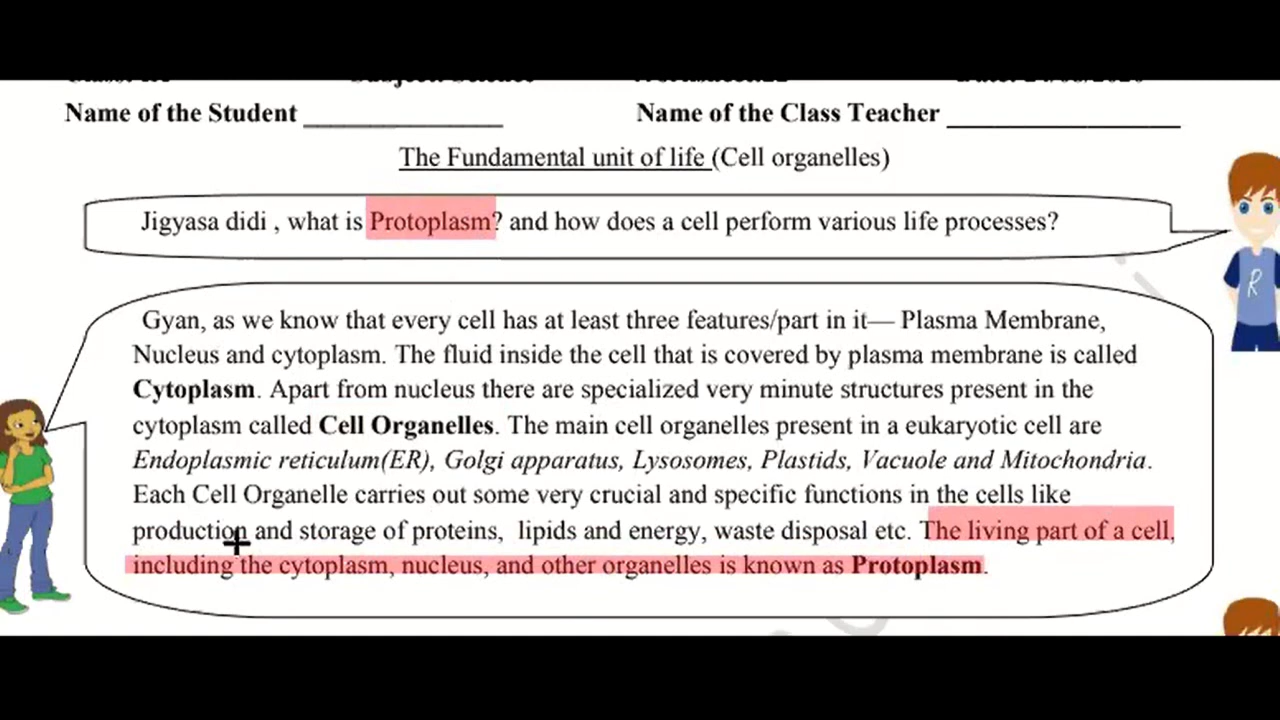 Name of the Student _______________ Name of the Class Teacher _________________
The Fundamental unit of life (Cell organelles)
Jigyasa didi , what is Protoplasm? and how does a cell perform various life processes?
Gyan, as we know that every cell has at least three features/part in it— Plasma Membrane,
Nucleus and cytoplasm. The fluid inside the cell that is covered by plasma membrane is called
Cytoplasm. Apart from nucleus there are specialized very minute structures present in the
cytoplasm called Cell Organelles. The main cell organelles present in a eukaryotic cell are
Endoplasmic reticulum(ER), Golgi apparatus, Lysosomes, Plastids, Vacuole and Mitochondria.
Each Cell Organelle carries out some very crucial and specific functions in the cells like
production and storage of proteins, lipids and energy, waste disposal etc. The living part of a cell,
including the cytoplasm, nucleus, and other organelles is known as Protoplasm.
R